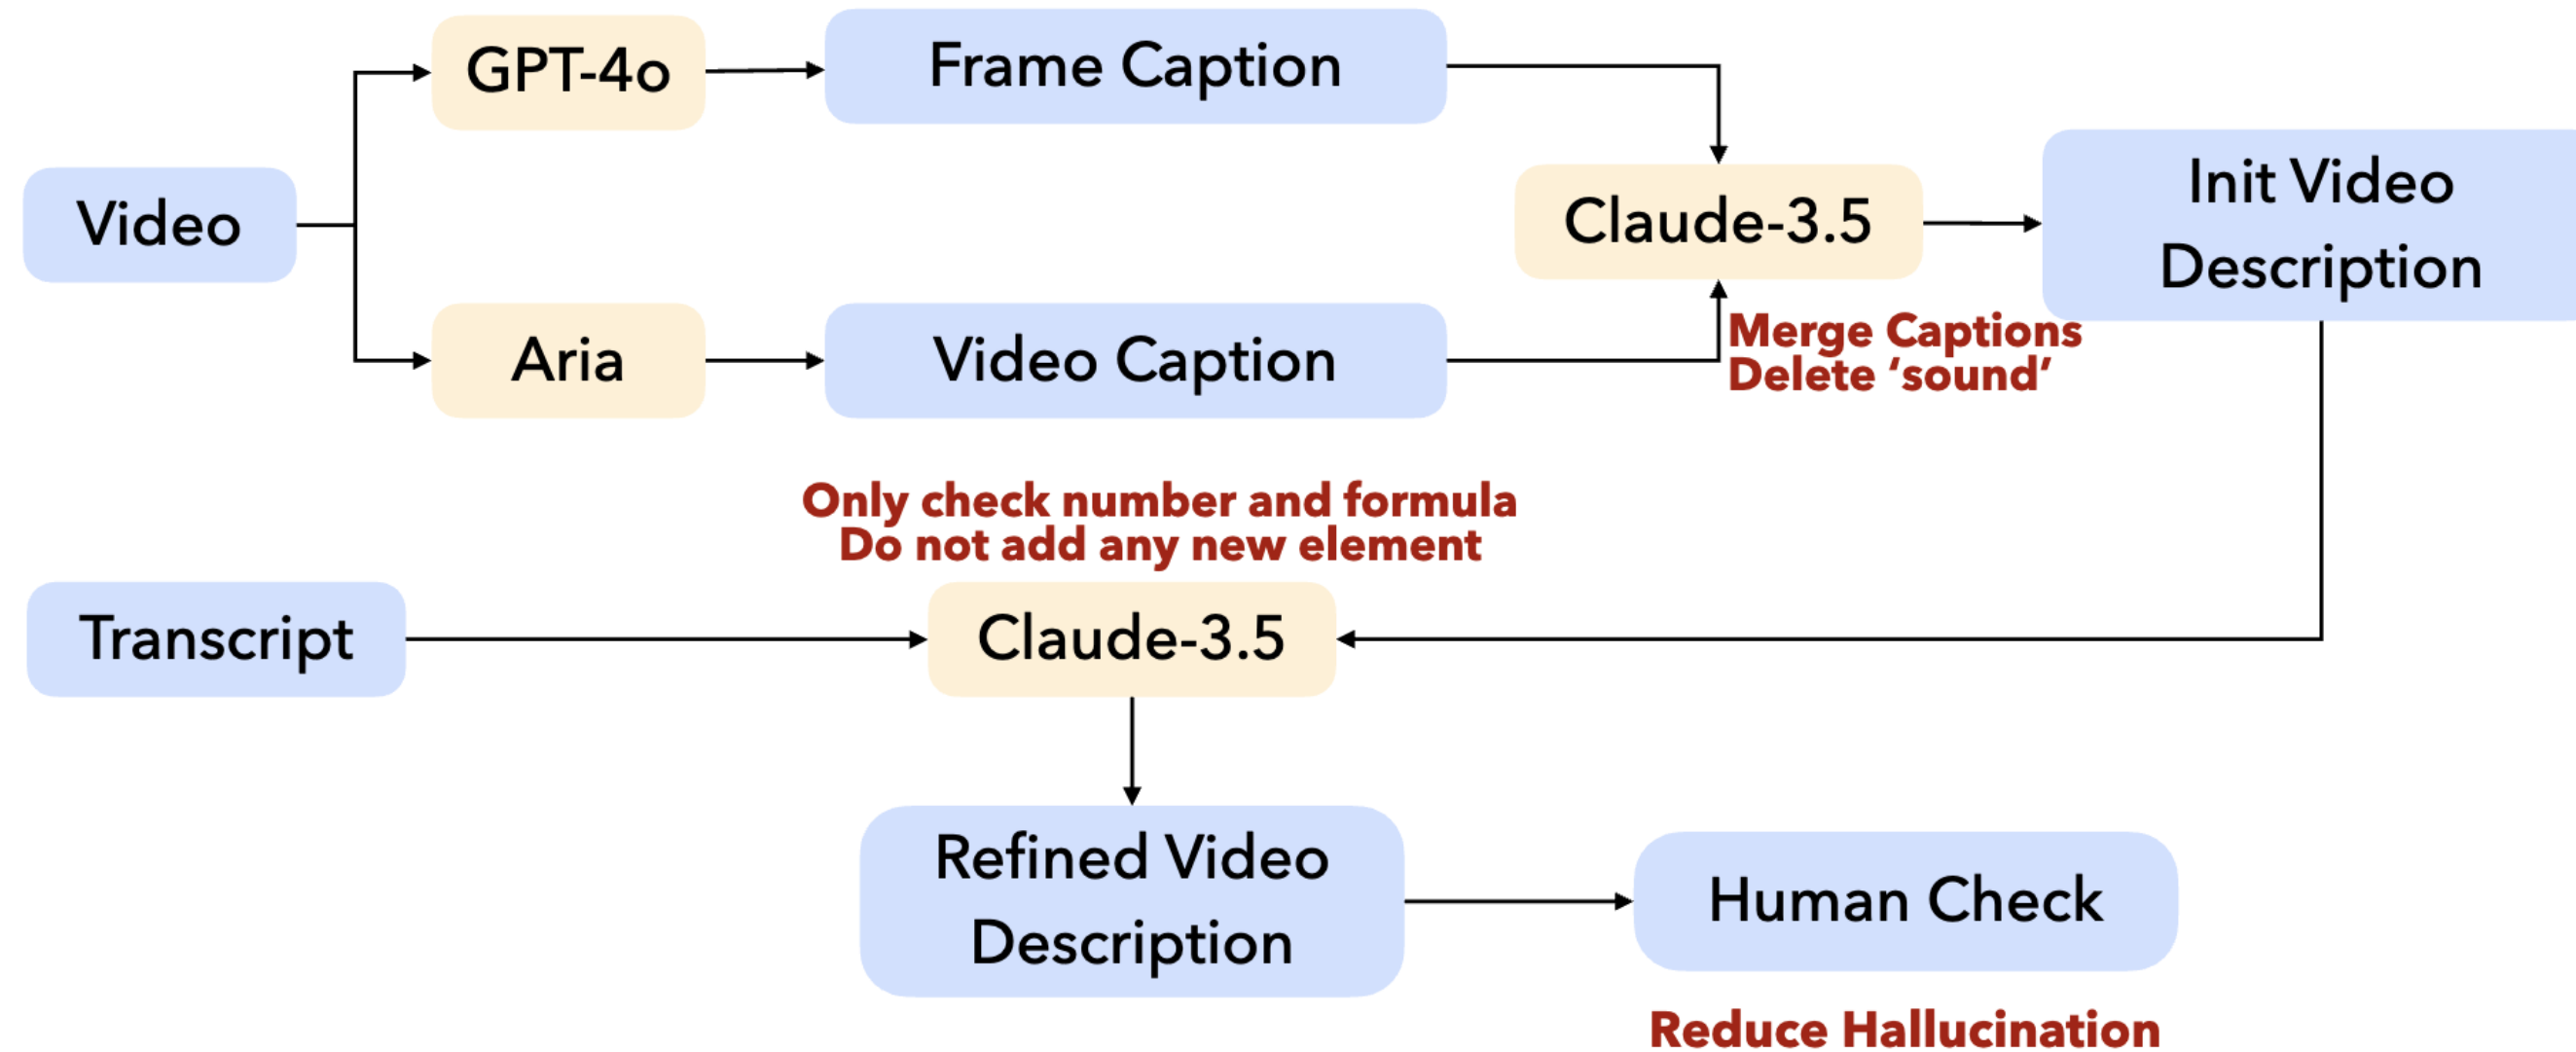 GPT-4o
Frame Caption
Video
Claude-3.5
Init Video
Description
Aria
Video Caption
Merge Captions
Delete ‘sound’
Only check number and formula
Do not add any new element
Transcript
Claude-3.5
Refined Video
Description
Human Check
Reduce Hallucination